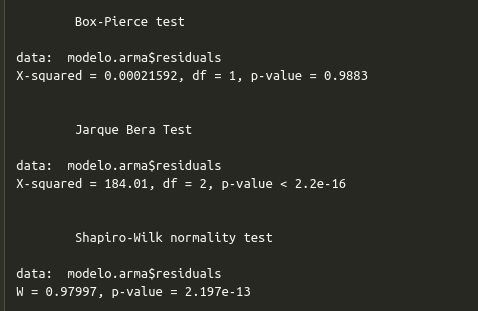 Box-Pierce test
data:  modelo.arma$residuals
X-squared = 0.00021592, df = 1, p-value = 0.9883
Jarque Bera Test
data:  modelo.arma$residuals
X-squared = 184.01, df = 2, p-value < 2.2e-16
Shapiro-Wilk normality test
data:  modelo.arma$residuals
W = 0.97997, p-value = 2.197e-13